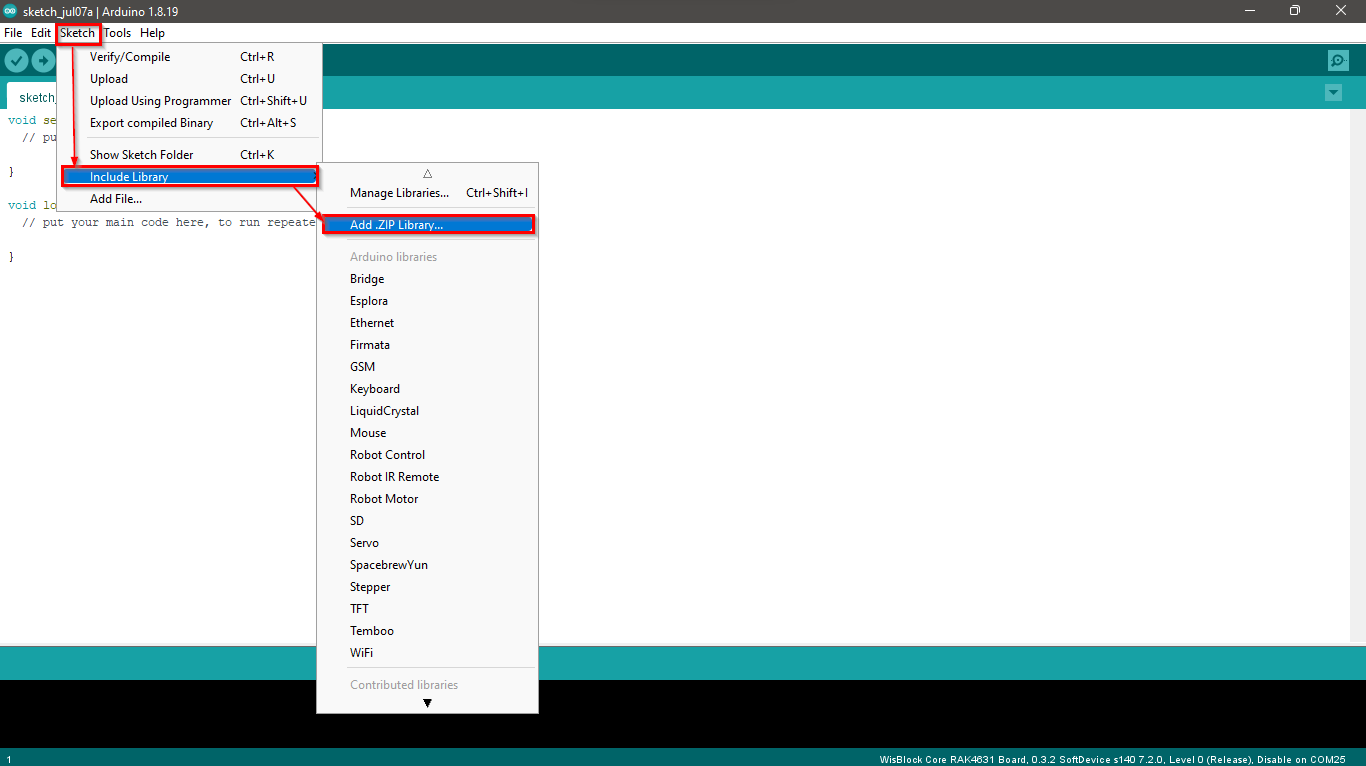 sketch_jul07a | Arduino 1.8.19
File Edit Sketch Tools Help
Verify/Compile Ctrl+R
Upload Ctrl+U
Upload Using Programmer Ctrl+Shift+U
Export compiled Binary Ctrl+Alt+S
Show Sketch Folder Ctrl+K
Include Library
Add File...
sketch_
void se
// pu
}
void lo
// put your main code here, to run repeate
}
Manage Libraries... Ctrl+Shift+I
Add .ZIP Library...
Arduino libraries
Bridge
Esplora
Ethernet
Firmata
GSM
Keyboard
LiquidCrystal
Mouse
Robot Control
Robot IR Remote
Robot Motor
SD
Servo
SpacebrewYun
Stepper
TFT
Temboo
WiFi
Contributed libraries
1 WisBlock Core RAK4631 Board, 0.3.2 SoftDevice s140 7.2.0, Level 0 (Release), Disable on COM25